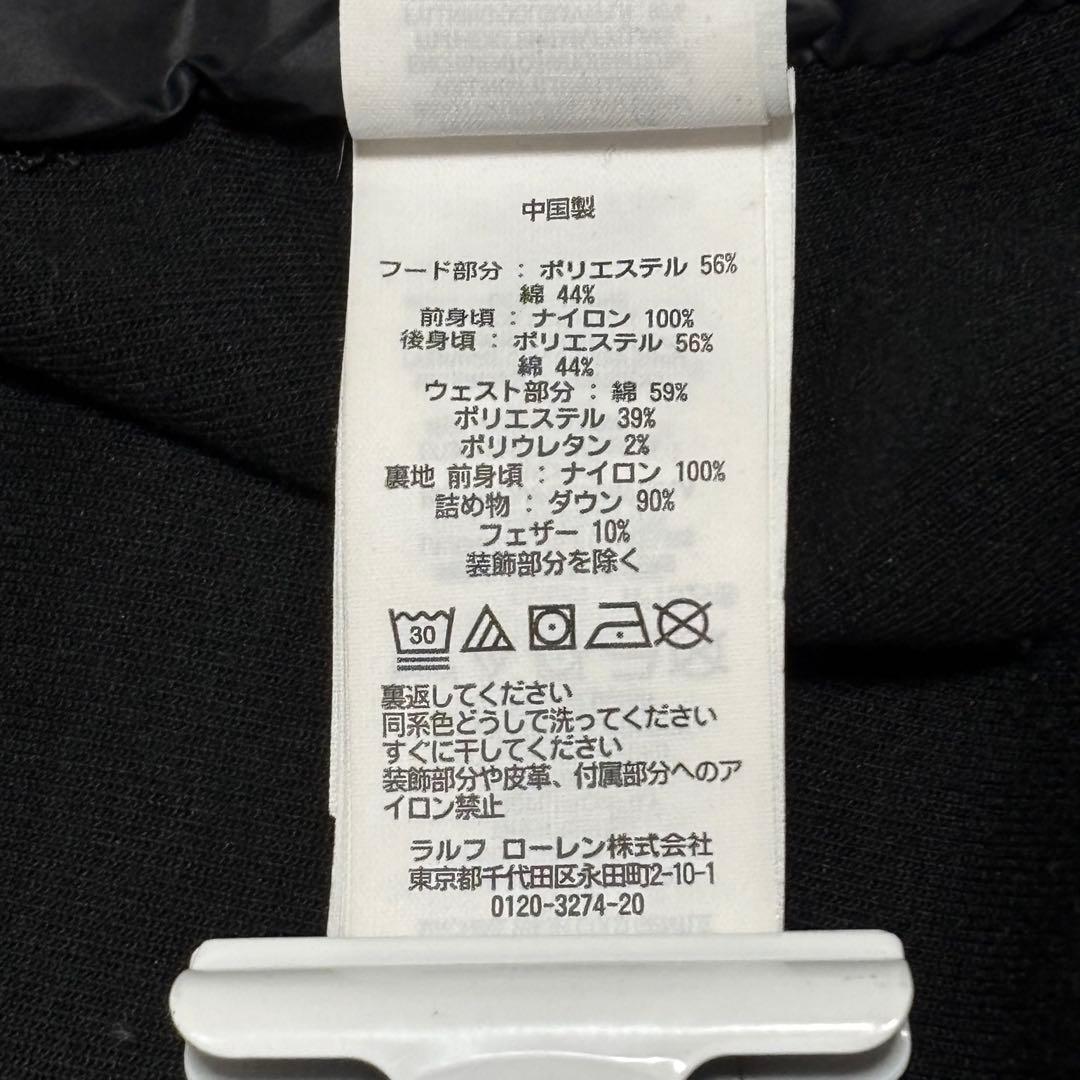 中国製
フード部分 : ポリエステル 56%
綿 44%
前身頃 : ナイロン 100%
後身頃 : ポリエステル 56%
綿 44%
ウェスト部分 : 綿 59%
ポリエステル 39%
ポリウレタン 2%
裏地 前身頃 : ナイロン 100%
詰め物 : ダウン 90%
フェザー 10%
装飾部分を除く
30
裏返してください
同系色どうしで洗ってください
すぐに干してください
装飾部分や皮革、付属部分へのア
イロン禁止
ラルフ ローレン株式会社
東京都千代田区永田町2-10-1
0120-3274-20